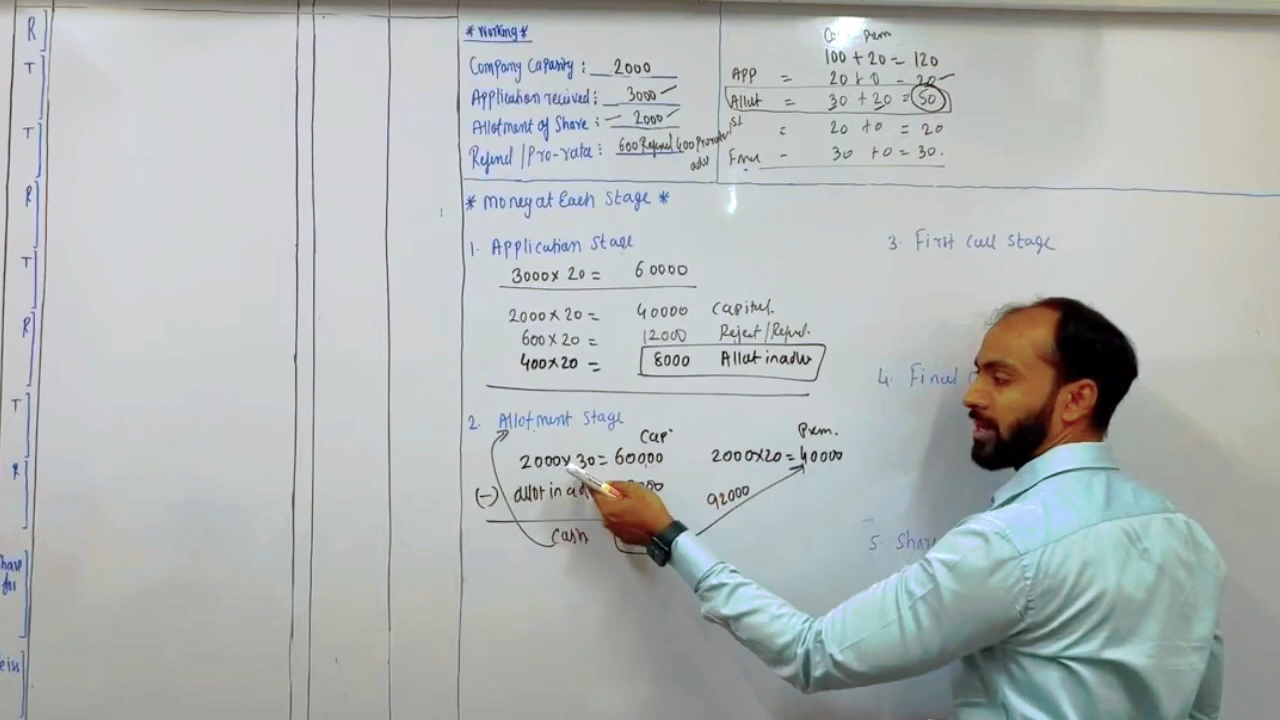 R
T
T
R
T
R
T
R
Share
for
*Working*
Company Capacity : 2000
Application received : 3000 ✓
Allotment of Share : - 2000 ✓
Refund / Pro-rata : 600 Refund / 400 Prorata
adv
Prem
100 + 20 = 120
APP = 20 + 0 - 20
Allot = 30 + 20 = 50
1st : 20 + 0 = 20
Final - 30 + 0 = 30.
* Money at Each Stage *
1. Application Stage
3000 × 20 = 60000
2000 × 20 = 40000 Capital.
600 × 20 = 12000 Reject / Refund.
400 × 20 = 8000 Allot in adv
2. Allotment Stage
Cap Prem.
2000 × 30 = 60000 2000 × 20 = 40000
(-) allot in 92000
Cash
3. First Call Stage
4. Final
5. Share